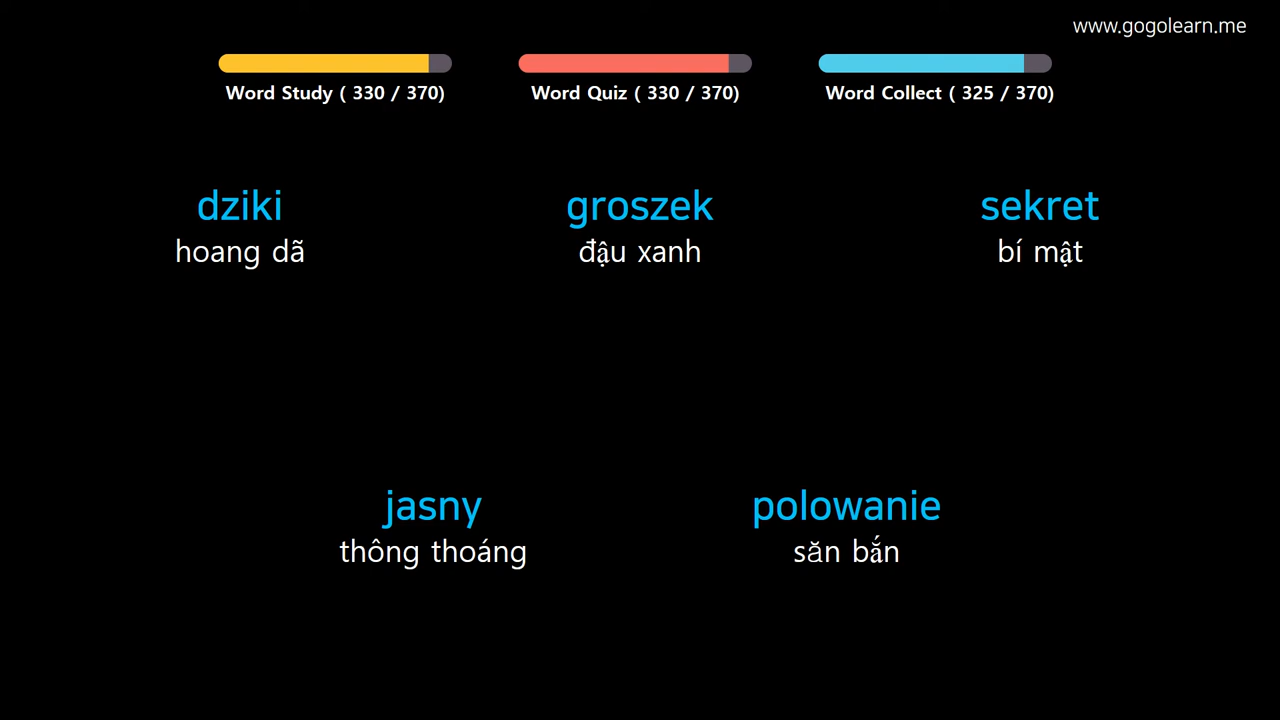 www.gogolearn.me
Word Study ( 330 / 370)
Word Quiz ( 330 / 370)
Word Collect ( 325 / 370)
dziki
hoang dã
groszek
đậu xanh
sekret
bí mật
jasny
thông thoáng
polowanie
săn bắn